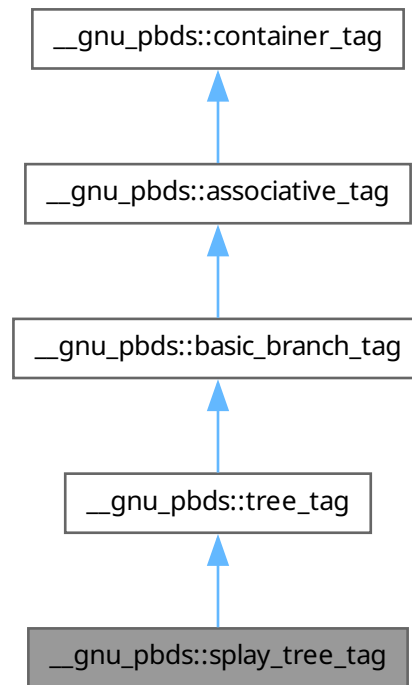 __gnu_pbds::container_tag
__gnu_pbds::associative_tag
__gnu_pbds::basic_branch_tag
__gnu_pbds::tree_tag
__gnu_pbds::splay_tree_tag